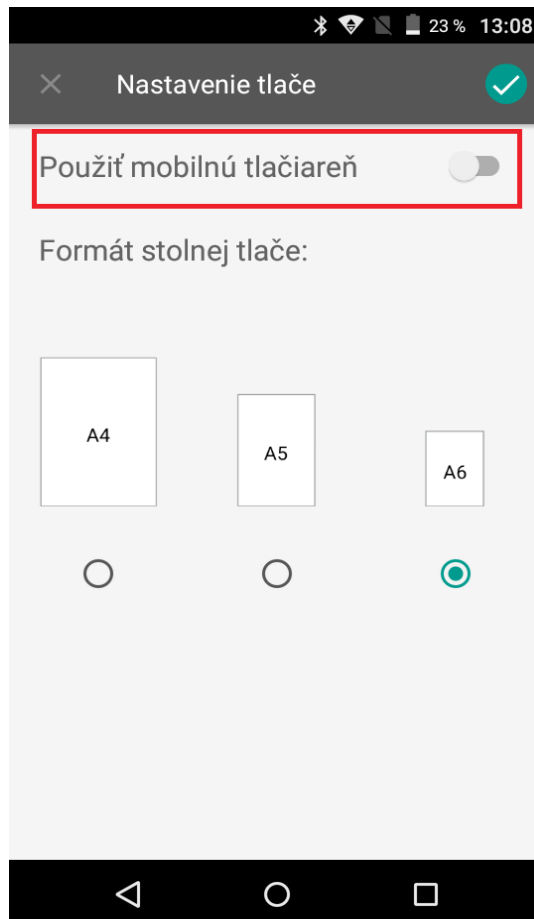 23 % 13:08
Nastavenie tlače
Použiť mobilnú tlačiareň
Formát stolnej tlače:
A4
A5
A6